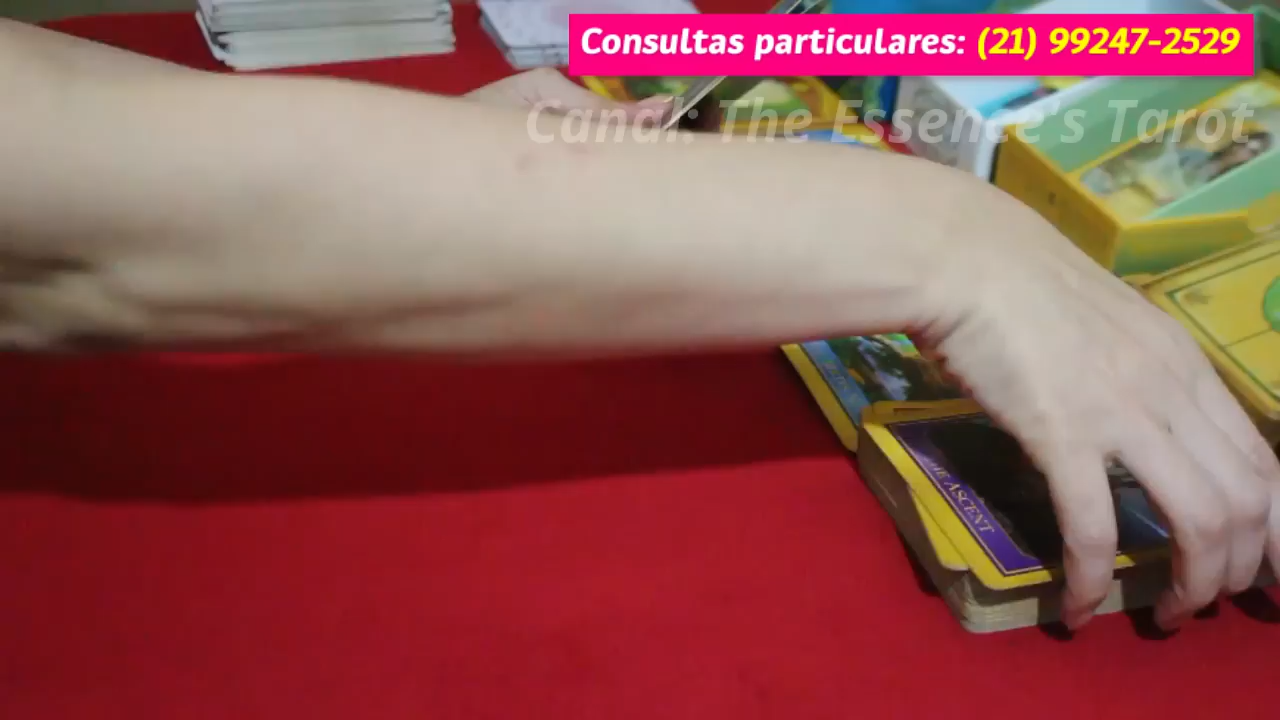 Consultas particulares: (21) 99247-2529
Canal: The Essence's Tarot
THE ASCENT